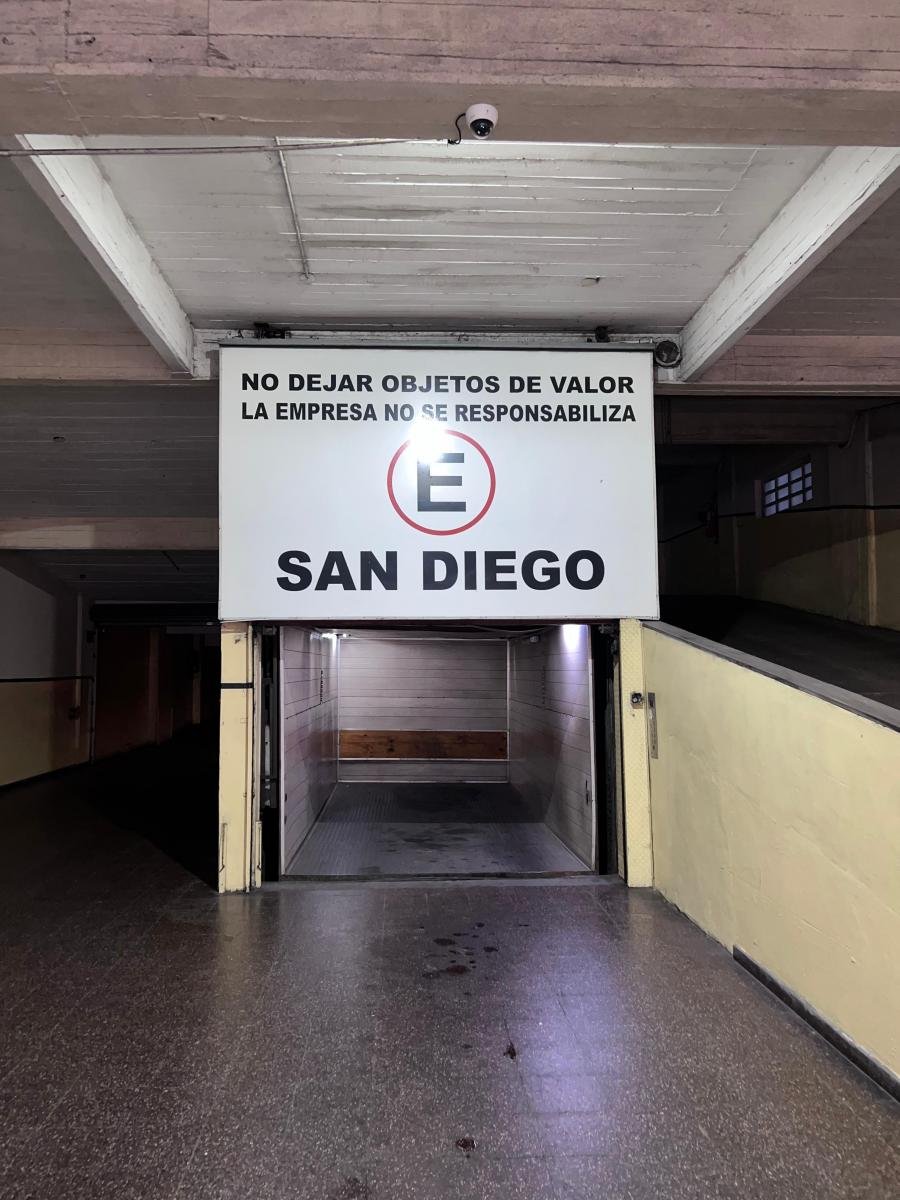 NO DEJAR OBJETOS DE VALOR
LA EMPRESA NO SE RESPONSABILIZA
E
SAN DIEGO